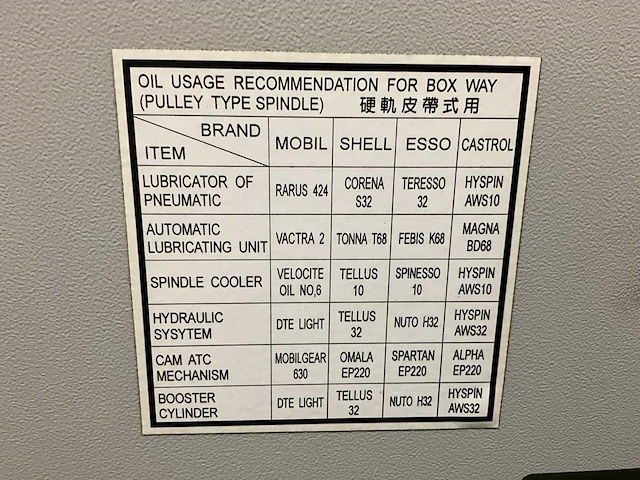 OIL USAGE RECOMMENDATION FOR BOX WAY
(PULLEY TYPE SPINDLE) 硬軌皮帶式用
BRAND
ITEM
MOBIL SHELL ESSO CASTROL
LUBRICATOR OF
PNEUMATIC
RARUS 424
CORENA
S32
TERESSO
32
HYSPIN
AWS10
AUTOMATIC
LUBRICATING UNIT
VACTRA 2
TONNA T68
FEBIS K68
MAGNA
BD68
SPINDLE COOLER
VELOCITE
OIL NO,6
TELLUS
10
SPINESSO
10
HYSPIN
AWS10
HYDRAULIC
SYSYTEM
DTE LIGHT
TELLUS
32
NUTO H32
HYSPIN
AWS32
CAM ATC
MECHANISM
MOBILGEAR
630
OMALA
EP220
SPARTAN
EP220
ALPHA
EP220
BOOSTER
CYLINDER
DTE LIGHT
TELLUS
32
NUTO H32
HYSPIN
AWS32